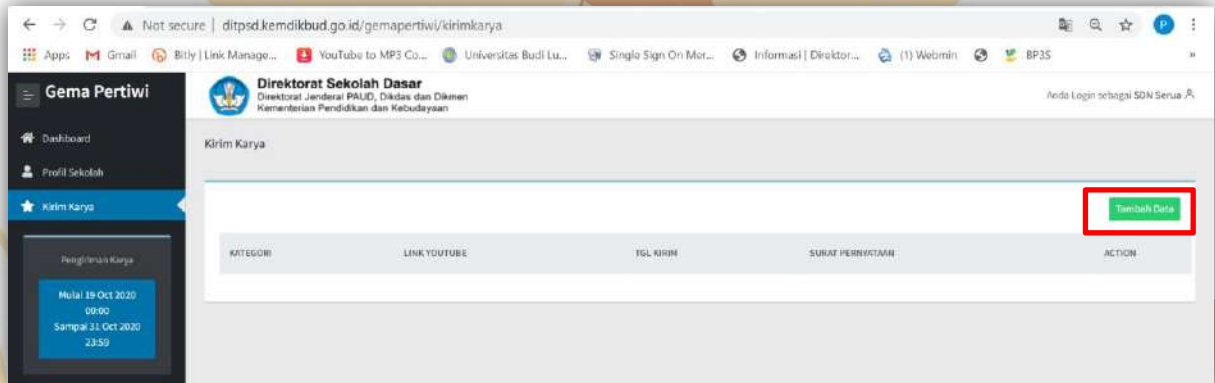 Not secure | ditpsd.kemdikbud.go.id/gemapertiwi/kirimkarya
P
Apps Gmail Bitly | Link Manage... YouTube to MP3 Co... Universitas Budi Lu... Single Sign On Mer... Informasi | Direktor... (1) Webmin BP3S »
Gema Pertiwi
Direktorat Sekolah Dasar
Direktorat Jenderal PAUD, Dikdas dan Dikmen
Kementerian Pendidikan dan Kebudayaan
Anda Login sebagai SDN Serua
Dashboard
Kirim Karya
Profil Sekolah
Kirim Karya
Tambah Data
KATEGORI LINK YOUTUBE TGL KIRIM SURAT PERNYATAAN ACTION
Pengiriman Karya
Mulai 19 Oct 2020
00:00
Sampai 31 Oct 2020
23:59